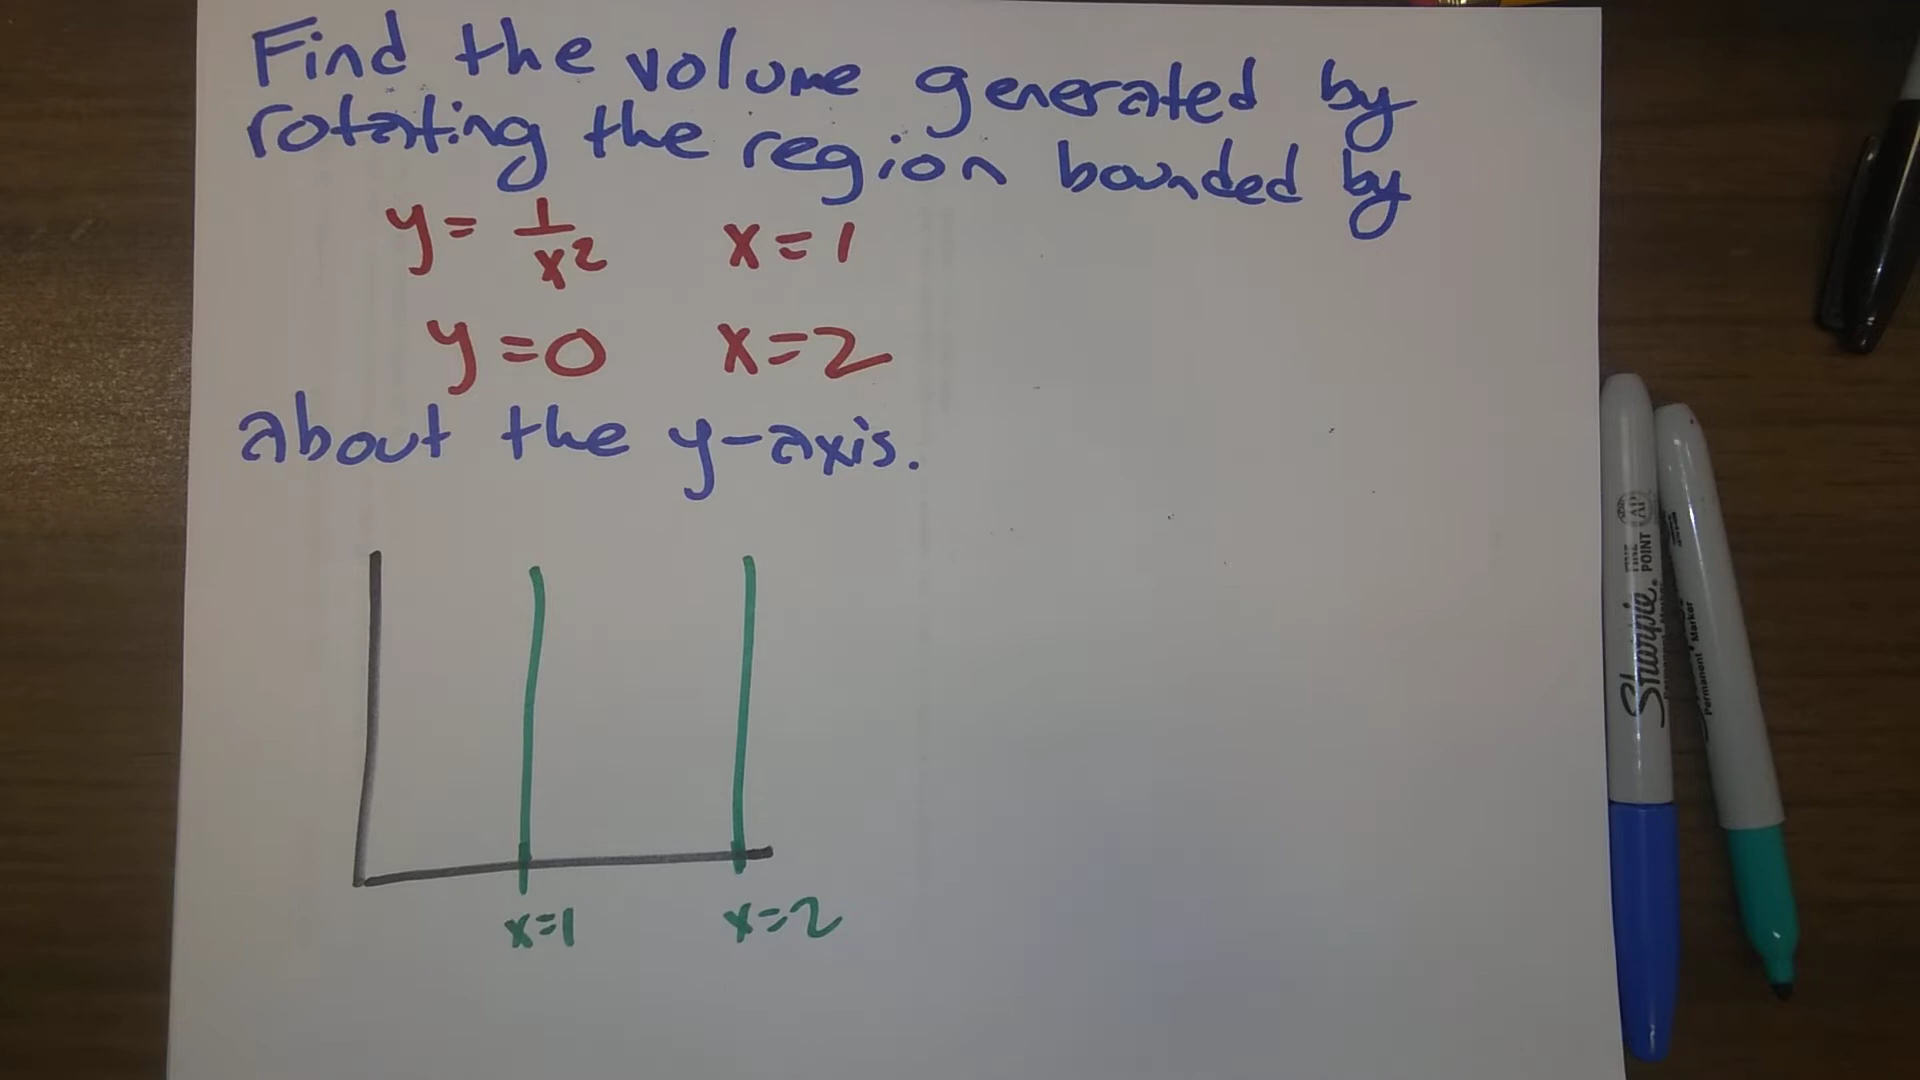 Find the volume generated by
rotating the region bounded by
y = 1/x² x = 1
y = 0 x = 2
about the y-axis.
x=1 x=2
Sharpie.
FINE POINT AP
Permanent Marker